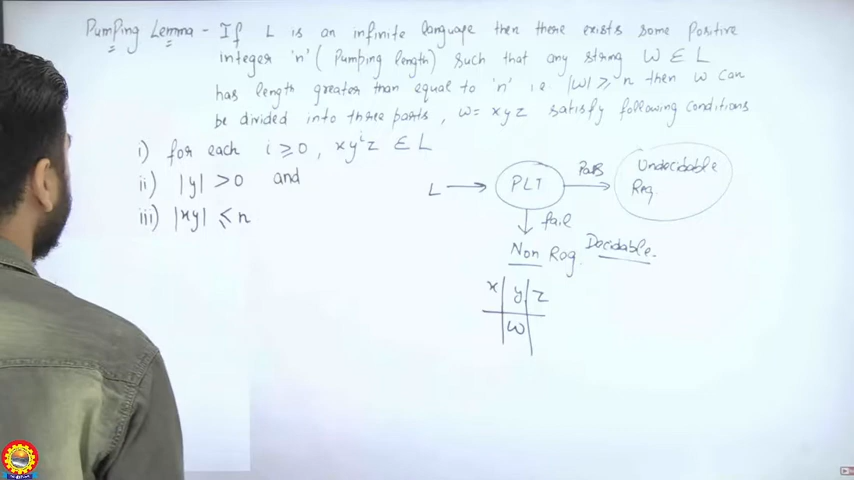 Pumping Lemma - If L is an infinite language then there exists some positive
integer 'n' (Pumping length) such that any string W ∈ L
has length greater than equal to 'n' i.e |W| ⩾ n then W can
be divided into three parts, W = xyz satisfy following conditions
i) for each i ⩾ 0, xyⁱz ∈ L
ii) |y| > 0 and
iii) |xy| ⩽ n
L → PLT Pass Undecidable
Reg.
fail
Non Reg. Decidable.
x | y | z
| W |